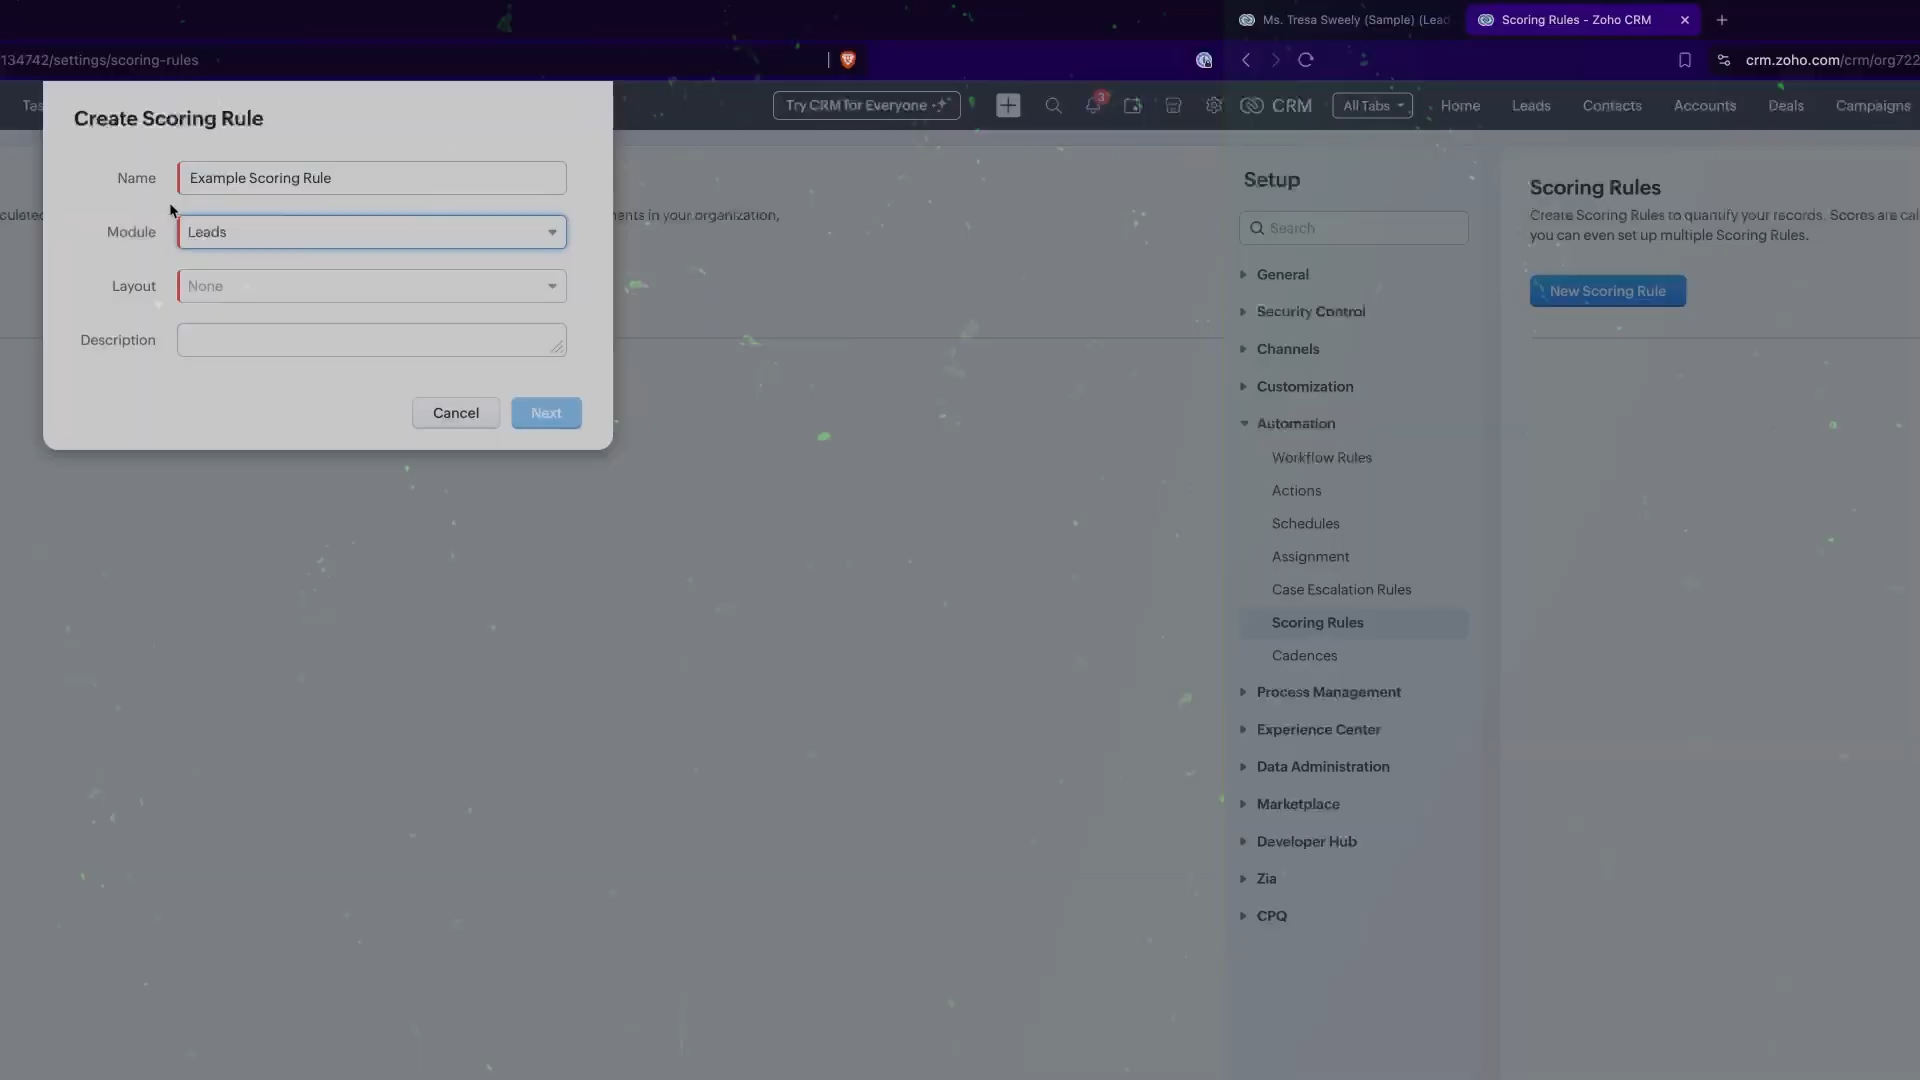 Ms. Tresa Sweely (Sample) (Lead
Scoring Rules - Zoho CRM
134742/settings/scoring-rules
crm.zoho.com/crm/org722
Tas
Try CRM for Everyone
3
CRM
All Tabs
Home
Leads
Contacts
Accounts
Deals
Campaigns
Create Scoring Rule
Name
Example Scoring Rule
Module
Leads
Layout
None
Description
Cancel
Next
culated
ments in your organization,
Setup
Search
General
Security Control
Channels
Customization
Automation
Workflow Rules
Actions
Schedules
Assignment
Case Escalation Rules
Scoring Rules
Cadences
Process Management
Experience Center
Data Administration
Marketplace
Developer Hub
Zia
CPQ
Scoring Rules
Create Scoring Rules to quantify your records. Scores are cal
you can even set up multiple Scoring Rules.
New Scoring Rule